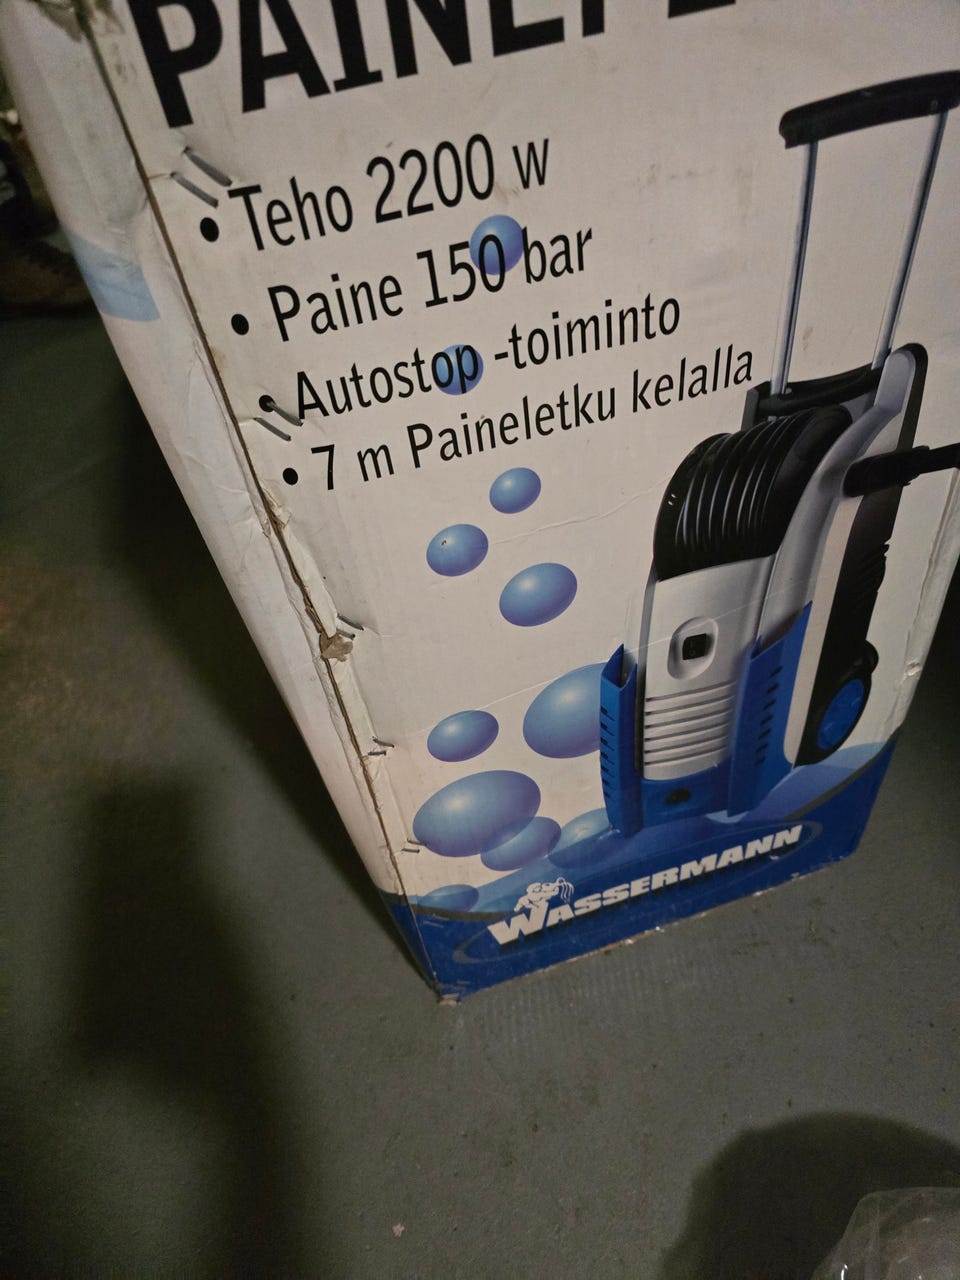 • Teho 2200 w
• Paine 150 bar
• Autostop -toiminto
• 7 m Paineletku kelalla
WASSERMANN